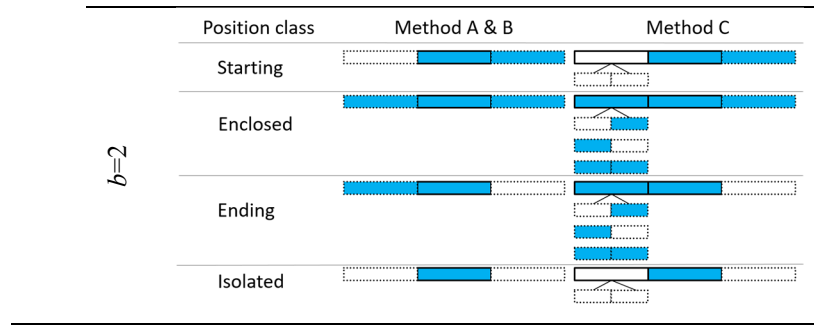 Position class Method A & B Method C
Starting
Enclosed
b=2
Ending
Isolated